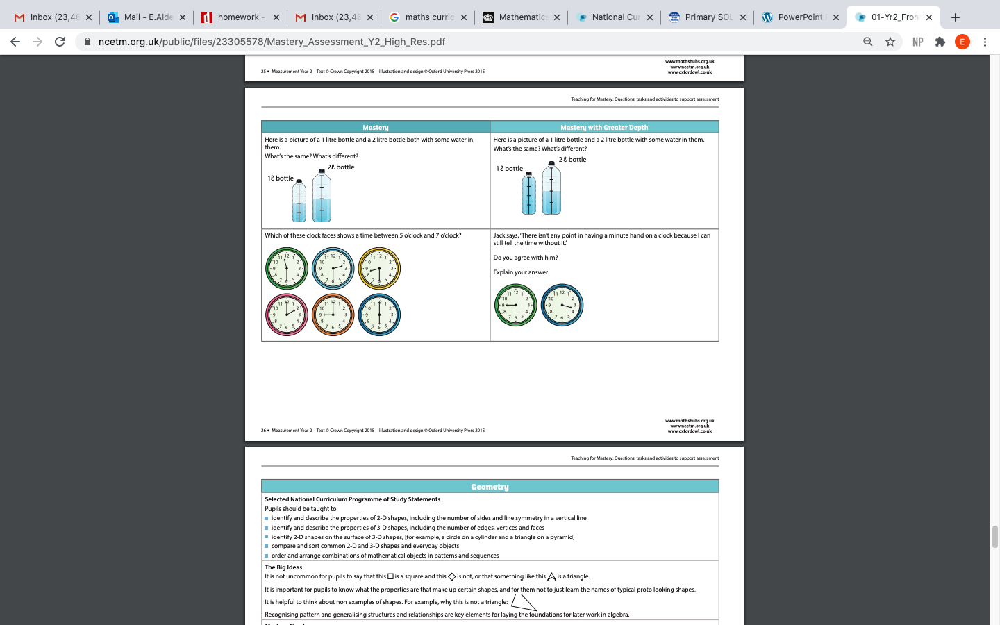 Inbox (23,46
Mail - E.Alde
homework -
Inbox (23,46
maths curric
Mathematics
National Cur
Primary SOL
PowerPoint
01-Yr2_Fron
ncetm.org.uk/public/files/23305578/Mastery_Assessment_Y2_High_Res.pdf
NP
E
www.mathshubs.org.uk
www.ncetm.org.uk
www.oxfordowl.co.uk
25 • Measurement Year 2 Text © Crown Copyright 2015 Illustration and design © Oxford University Press 2015
Teaching for Mastery: Questions, tasks and activities to support assessment
Mastery
Here is a picture of a 1 litre bottle and a 2 litre bottle both with some water in
them.
What's the same? What's different?
2ℓ bottle
1ℓ bottle
Mastery with Greater Depth
Here is a picture of a 1 litre bottle and a 2 litre bottle with some water in them.
What's the same? What's different?
2ℓ bottle
1ℓ bottle
Which of these clock faces shows a time between 5 o'clock and 7 o'clock?
Jack says, 'There isn't any point in having a minute hand on a clock because I can
still tell the time without it.'
Do you agree with him?
Explain your answer.
www.mathshubs.org.uk
www.ncetm.org.uk
www.oxfordowl.co.uk
26 • Measurement Year 2 Text © Crown Copyright 2015 Illustration and design © Oxford University Press 2015
Teaching for Mastery: Questions, tasks and activities to support assessment
Geometry
Selected National Curriculum Programme of Study Statements
Pupils should be taught to:
identify and describe the properties of 2-D shapes, including the number of sides and line symmetry in a vertical line
identify and describe the properties of 3-D shapes, including the number of edges, vertices and faces
identify 2-D shapes on the surface of 3-D shapes, [for example, a circle on a cylinder and a triangle on a pyramid]
compare and sort common 2-D and 3-D shapes and everyday objects
order and arrange combinations of mathematical objects in patterns and sequences
The Big Ideas
It is not uncommon for pupils to say that this is a square and this is not, or that something like this is a triangle.
It is important for pupils to know what the properties are that make up certain shapes, and for them not to just learn the names of typical proto looking shapes.
It is helpful to think about non examples of shapes. For example, why this is not a triangle:
Recognising pattern and generalising structures and relationships are key elements for laying the foundations for later work in algebra.